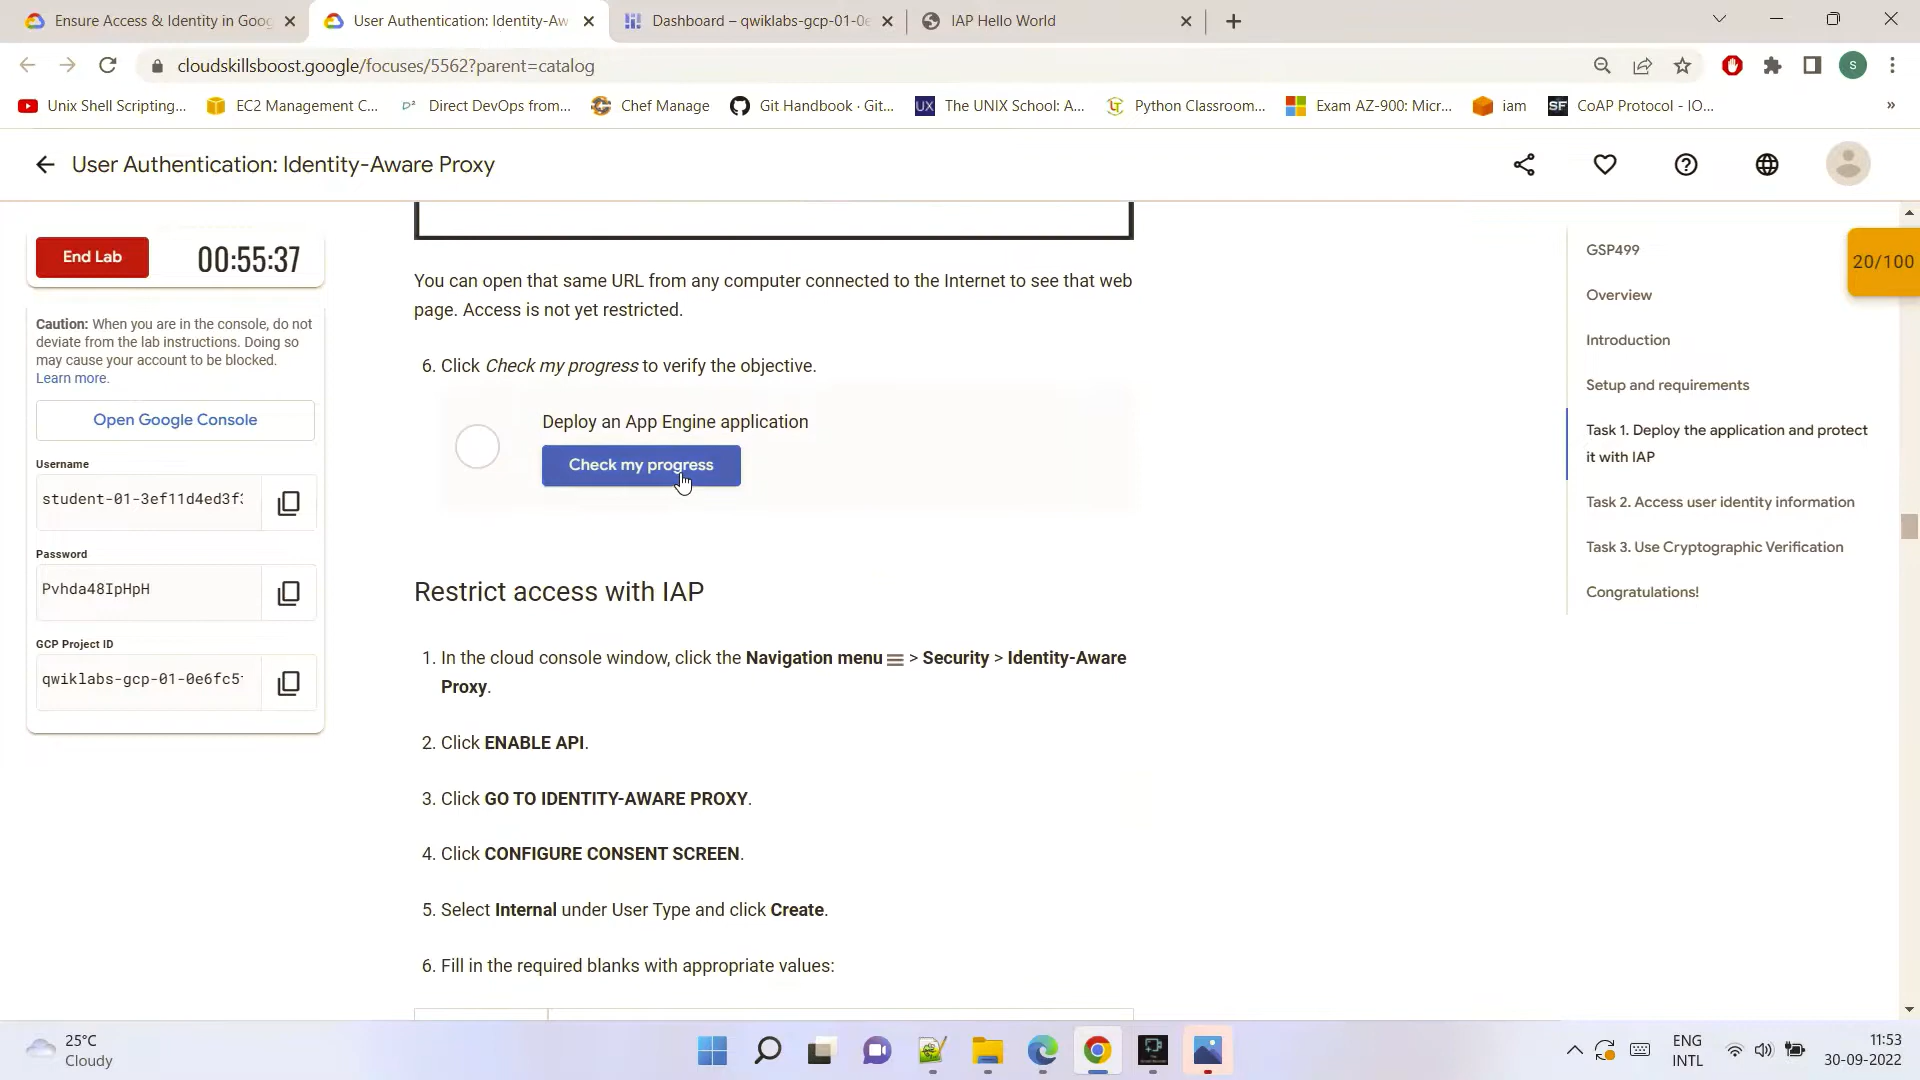 Ensure Access & Identity in Goog
User Authentication: Identity-Aw
Dashboard – qwiklabs-gcp-01-0e
IAP Hello World
cloudskillsboost.google/focuses/5562?parent=catalog
S
Unix Shell Scripting...
EC2 Management C...
Direct DevOps from...
Chef Manage
Git Handbook · Git...
UX
The UNIX School: A...
Python Classroom...
Exam AZ-900: Micr...
iam
SF
CoAP Protocol - IO...
»
User Authentication: Identity-Aware Proxy
End Lab
00:55:37
Caution: When you are in the console, do not
deviate from the lab instructions. Doing so
may cause your account to be blocked.
Learn more.
Open Google Console
Username
student-01-3ef11d4ed3f
Password
Pvhda48IpHpH
GCP Project ID
qwiklabs-gcp-01-0e6fc5
You can open that same URL from any computer connected to the Internet to see that web
page. Access is not yet restricted.
6. Click Check my progress to verify the objective.
Deploy an App Engine application
Check my progress
Restrict access with IAP
1. In the cloud console window, click the Navigation menu > Security > Identity-Aware
Proxy.
2. Click ENABLE API.
3. Click GO TO IDENTITY-AWARE PROXY.
4. Click CONFIGURE CONSENT SCREEN.
5. Select Internal under User Type and click Create.
6. Fill in the required blanks with appropriate values:
GSP499
Overview
Introduction
Setup and requirements
Task 1. Deploy the application and protect
it with IAP
Task 2. Access user identity information
Task 3. Use Cryptographic Verification
Congratulations!
20/100
25°C
Cloudy
ENG
INTL
11:53
30-09-2022